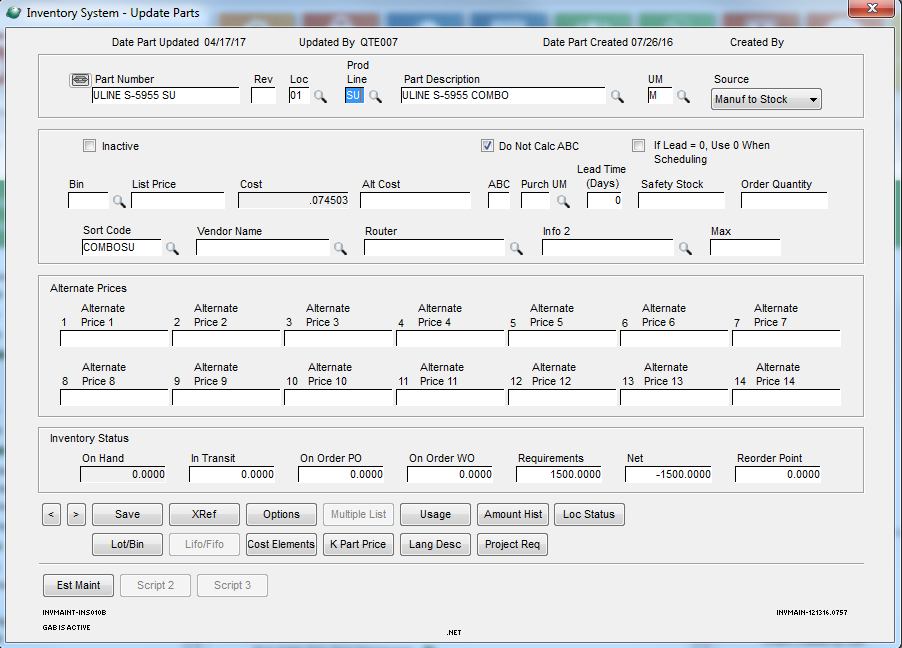 Inventory System - Update Parts
Date Part Updated 04/17/17 Updated By QTE007 Date Part Created 07/26/16 Created By
Part Number Rev Loc Prod Line Part Description UM Source
ULINE S-5955 SU 01 SU ULINE S-5955 COMBO M Manuf to Stock
Inactive Do Not Calc ABC If Lead = 0, Use 0 When Scheduling
Bin List Price Cost Alt Cost ABC Purch UM Lead Time (Days) Safety Stock Order Quantity
.074503 0
Sort Code Vendor Name Router Info 2 Max
COMBOSU
Alternate Prices
1 Alternate Price 1 2 Alternate Price 2 3 Alternate Price 3 4 Alternate Price 4 5 Alternate Price 5 6 Alternate Price 6 7 Alternate Price 7
8 Alternate Price 8 9 Alternate Price 9 10 Alternate Price 10 11 Alternate Price 11 12 Alternate Price 12 13 Alternate Price 13 14 Alternate Price 14
Inventory Status
On Hand In Transit On Order PO On Order WO Requirements Net Reorder Point
0.0000 0.0000 0.0000 0.0000 1500.0000 -1500.0000 0.0000
< > Save XRef Options Multiple List Usage Amount Hist Loc Status
Lot/Bin Lifo/Fifo Cost Elements K Part Price Lang Desc Project Req
Est Maint Script 2 Script 3
INVMAINT-INS010B INVMAIN-121316.0757
GAB IS ACTIVE
.NET